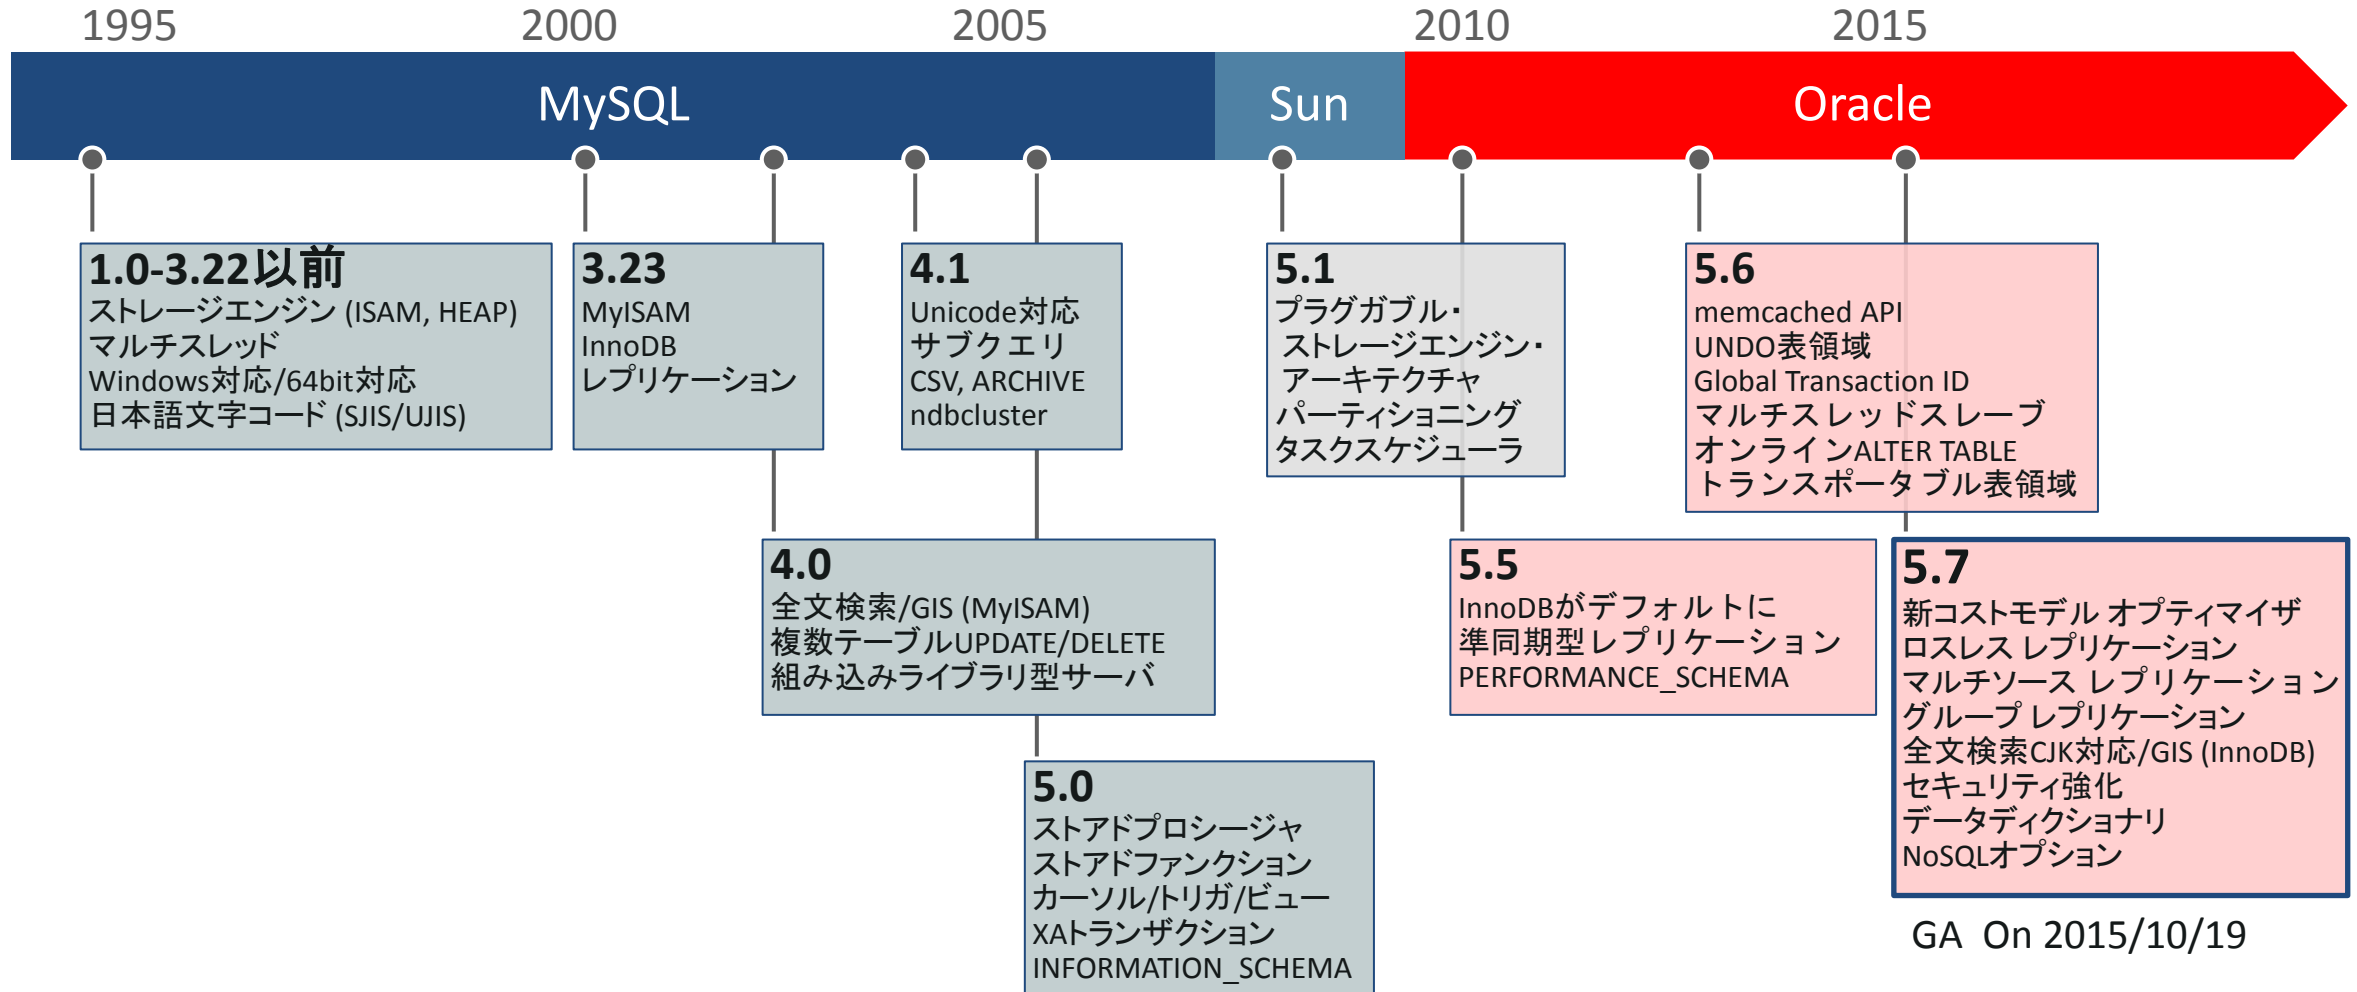 1995
2000
2005
2010
2015
MySQL
Sun
Oracle
1.0-3.22以前
ストレージエンジン (ISAM, HEAP)
マルチスレッド
Windows対応/64bit対応
日本語文字コード (SJIS/UJIS)
3.23
MyISAM
InnoDB
レプリケーション
4.1
Unicode対応
サブクエリ
CSV, ARCHIVE
ndbcluster
5.1
プラグガブル・
ストレージエンジン・
アーキテクチャ
パーティショニング
タスクスケジューラ
5.6
memcached API
UNDO表領域
Global Transaction ID
マルチスレッドスレーブ
オンラインALTER TABLE
トランスポータブル表領域
4.0
全文検索/GIS (MyISAM)
複数テーブルUPDATE/DELETE
組み込みライブラリ型サーバ
5.5
InnoDBがデフォルトに
準同期型レプリケーション
PERFORMANCE_SCHEMA
5.7
新コストモデル オプティマイザ
ロスレス レプリケーション
マルチソース レプリケーション
グループ レプリケーション
全文検索CJK対応/GIS (InnoDB)
セキュリティ強化
データディクショナリ
NoSQLオプション
5.0
ストアドプロシージャ
ストアドファンクション
カーソル/トリガ/ビュー
XAトランザクション
INFORMATION_SCHEMA
GA On 2015/10/19